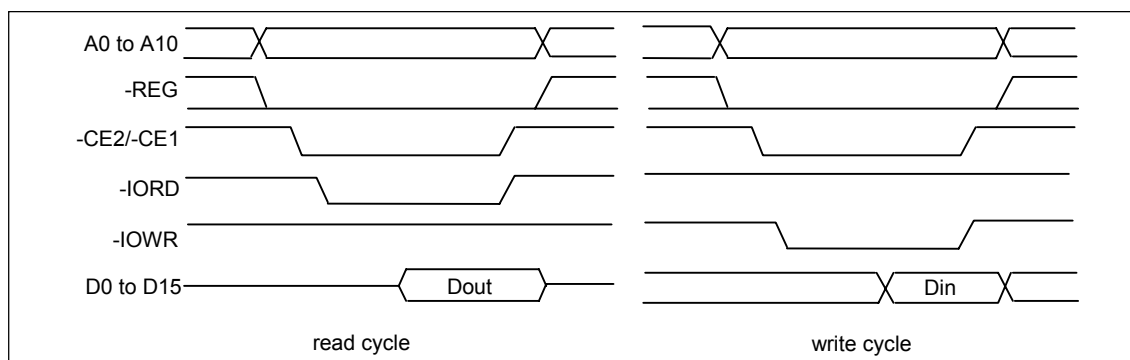 A0 to A10
-REG
-CE2/-CE1
-IORD
-IOWR
D0 to D15 Dout Din
read cycle write cycle